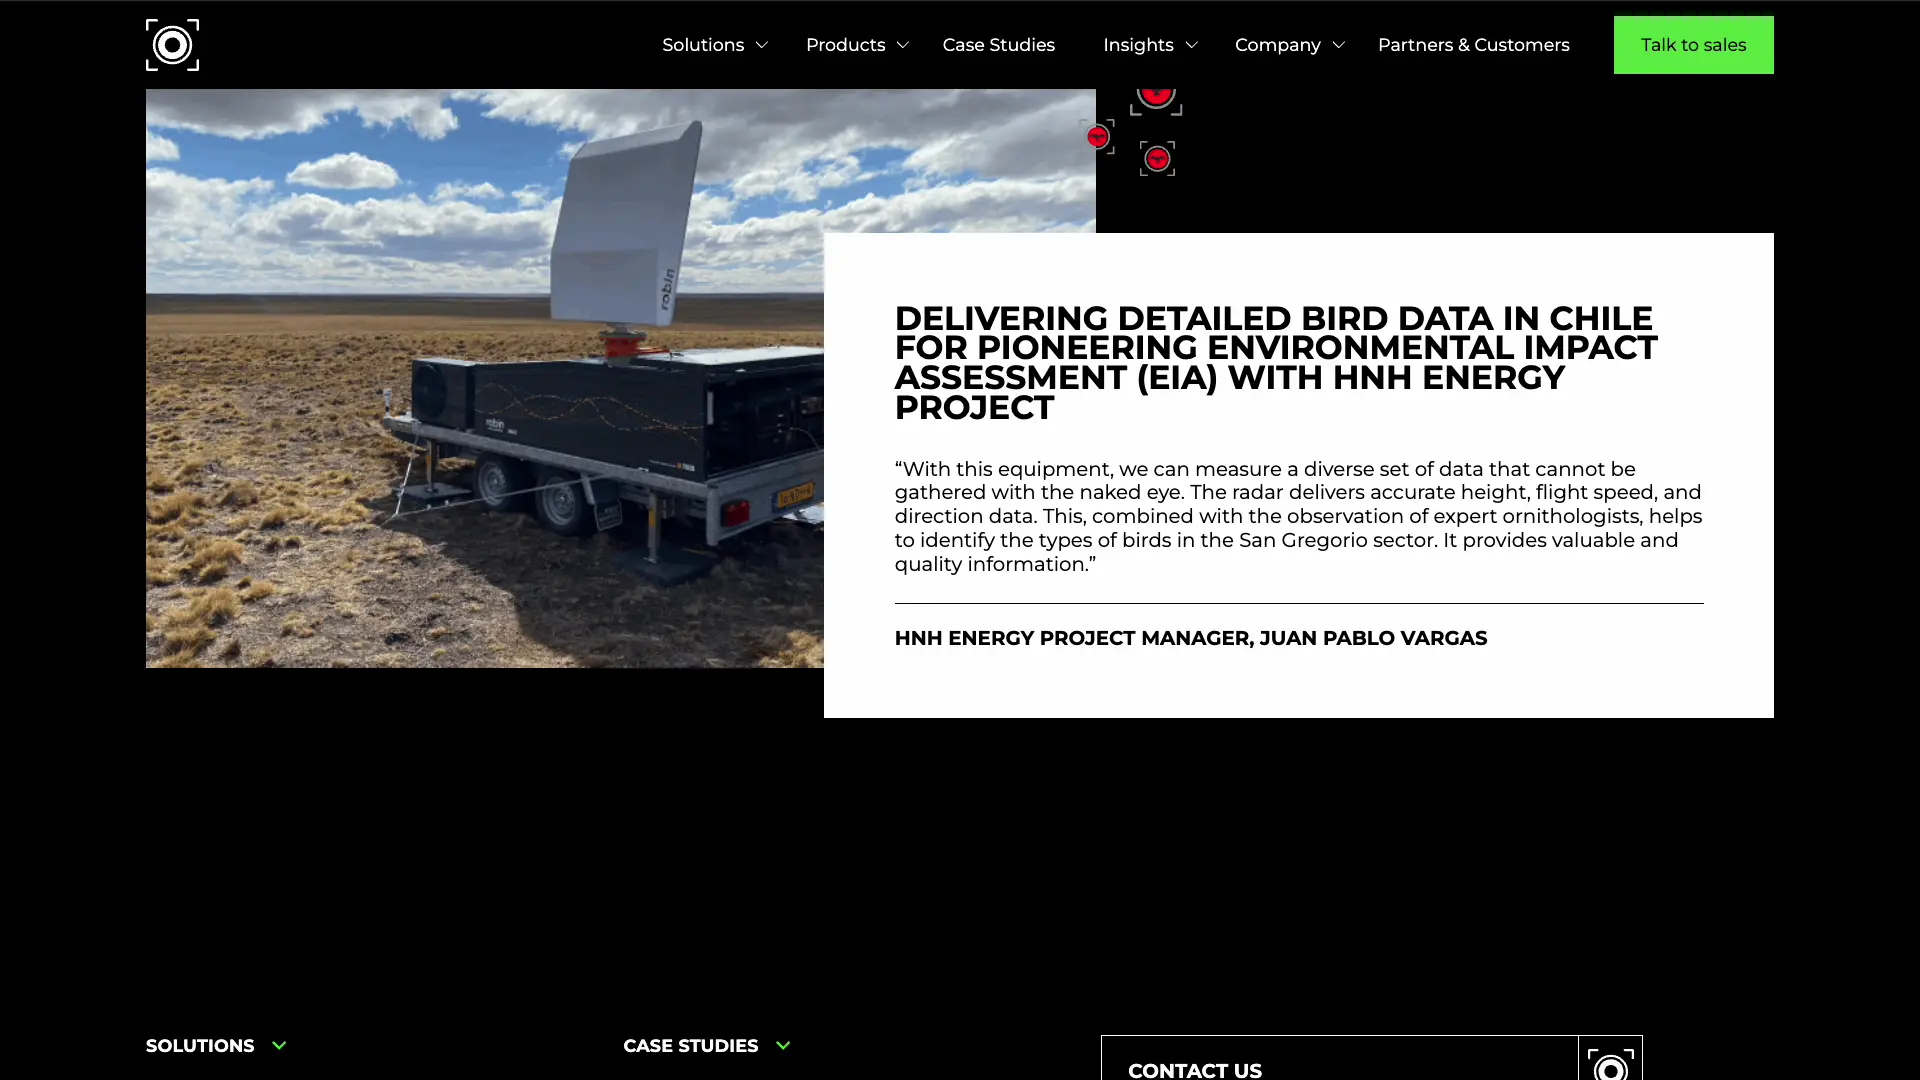 Solutions
Products
Case Studies
Insights
Company
Partners & Customers
Talk to sales
robin
robin
DELIVERING DETAILED BIRD DATA IN CHILE
FOR PIONEERING ENVIRONMENTAL IMPACT
ASSESSMENT (EIA) WITH HNH ENERGY
PROJECT
“With this equipment, we can measure a diverse set of data that cannot be
gathered with the naked eye. The radar delivers accurate height, flight speed, and
direction data. This, combined with the observation of expert ornithologists, helps
to identify the types of birds in the San Gregorio sector. It provides valuable and
quality information.”
HNH ENERGY PROJECT MANAGER, JUAN PABLO VARGAS
SOLUTIONS
CASE STUDIES
CONTACT US